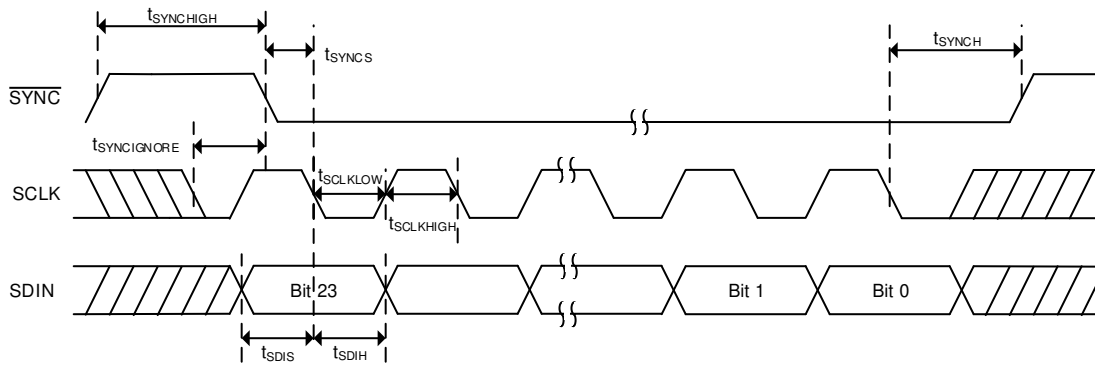 tSYNCHIGH
tSYNCS
tSYNCH
SYNC
tSYNCIGNORE
SCLK
tSCLKLOW
tSCLKHIGH
SDIN
Bit 23
Bit 1
Bit 0
tSDIS
tSDIH